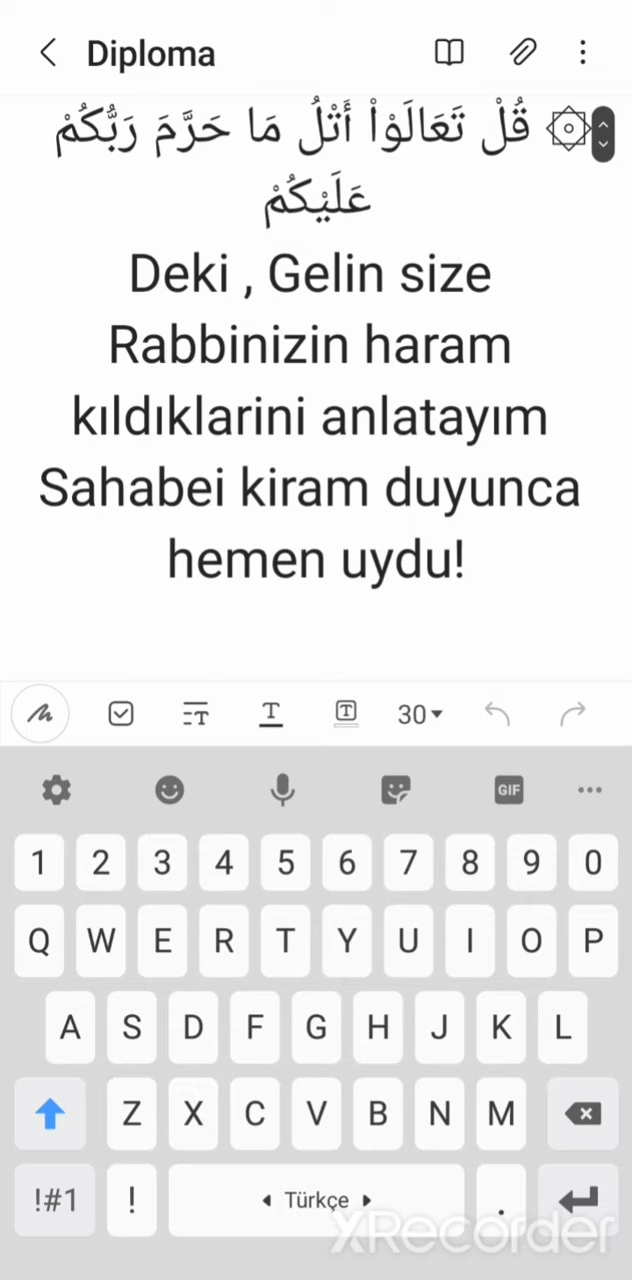 Diploma
۞ قُلْ تَعَالَوْا۟ أَتْلُ مَا حَرَّمَ رَبُّكُمْ
عَلَيْكُمْ
Deki , Gelin size
Rabbinizin haram
kıldıklarini anlatayım
Sahabei kiram duyunca
hemen uydu!
T T T 30
GIF
1 2 3 4 5 6 7 8 9 0
Q W E R T Y U I O P
A S D F G H J K L
Z X C V B N M
!#1 ! Türkçe .
XRecorder